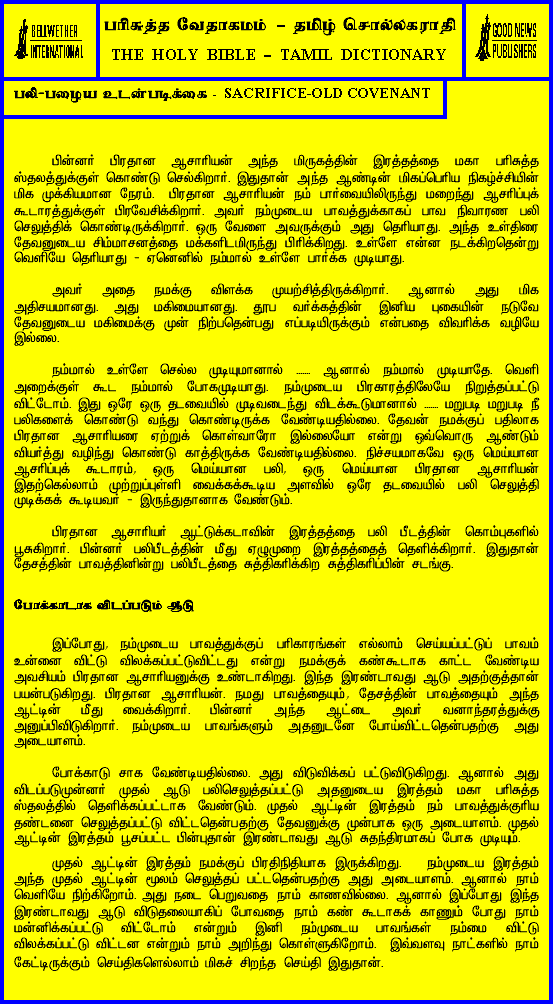 BELLWETHER
INTERNATIONAL
பரிசுத்த வேதாகமம் – தமிழ் சொல்லகராதி
THE HOLY BIBLE – TAMIL DICTIONARY
GOOD NEWS
PUBLISHERS
பலி-பழைய உடன்படிக்கை - SACRIFICE-OLD COVENANT
பின்னர் பிரதான ஆசாரியன் அந்த மிருகத்தின் இரத்தத்தை மகா பரிசுத்த
ஸ்தலத்துக்குள் கொண்டு செல்கிறார். இதுதான் அந்த ஆண்டின் மிகப்பெரிய நிகழ்ச்சியின்
மிக முக்கியமான நேரம். பிரதான ஆசாரியன் நம் பார்வையிலிருந்து மறைந்து ஆசரிப்புக்
கூடாரத்துக்குள் பிரவேசிக்கிறார். அவர் நம்முடைய பாவத்துக்காகப் பாவ நிவாரண பலி
செலுத்திக் கொண்டிருக்கிறார். ஒரு வேளை அவருக்கும் அது தெரியாது. அந்த உள்திரை
தேவனுடைய சிம்மாசனத்தை மக்களிடமிருந்து பிரிகிறது. உள்ளே என்ன நடக்கிறதென்று
வெளியே தெரியாது - ஏனெனில் நம்மால் உள்ளே பார்க்க முடியாது.
அவர் அதை நமக்கு விளக்க முயற்சித்திருக்கிறார். ஆனால் அது மிக
அதிசயமானது. அது மகிமையானது. தூப வர்க்கத்தின் இனிய புகையின் நடுவே
தேவனுடைய மகிமைக்கு முன் நிற்பதென்பது எப்படியிருக்கும் என்பதை விவரிக்க வழியே
இல்லை.
நம்மால் உள்ளே செல்ல முடியுமானால் ....... ஆனால் நம்மால் முடியாதே. வெளி
அறைக்குள் கூட நம்மால் போகமுடியாது. நம்முடைய பிரகாரத்திலேயே நிறுத்தப்பட்டு
விட்டோம். இது ஒரே ஒரு தடவையில் முடிவடைந்து விடக்கூடுமானால் ....... மறுபடி மறுபடி நீ
பலிகளைக் கொண்டு வந்து கொண்டிருக்க வேண்டியதில்லை. தேவன் நமக்குப் பதிலாக
பிரதான ஆசாரியரை ஏற்றுக் கொள்வாரோ இல்லையோ என்று ஒவ்வொரு ஆண்டும்
வியர்த்து வழிந்து கொண்டு காத்திருக்க வேண்டியதில்லை. நிச்சயமாகவே ஒரு மெய்யான
ஆசரிப்புக் கூடாரம், ஒரு மெய்யான பலி, ஒரு மெய்யான பிரதான ஆசாரியன்
இதற்கெல்லாம் முற்றுப்புள்ளி வைக்கக்கூடிய அளவில் ஒரே தடவையில் பலி செலுத்தி
முடிக்கக் கூடியவர் - இருந்துதானாக வேண்டும்.
பிரதான ஆசாரியர் ஆட்டுக்கடாவின் இரத்தத்தை பலி பீடத்தின் கொம்புகளில்
பூசுகிறார். பின்னர் பலிபீடத்தின் மீது ஏழுமுறை இரத்தத்தைத் தெளிக்கிறார். இதுதான்
தேசத்தின் பாவத்தினின்று பலிபீடத்தை சுத்திகரிக்கிற சுத்திகரிப்பின் சடங்கு.
போக்காடாக விடப்படும் ஆடு
இப்போது, நம்முடைய பாவத்துக்குப் பரிகாரங்கள் எல்லாம் செய்யப்பட்டுப் பாவம்
உன்னை விட்டு விலக்கப்பட்டுவிட்டது என்று நமக்குக் கண்கூடாக காட்ட வேண்டிய
அவசியம் பிரதான ஆசாரியனுக்கு உண்டாகிறது. இந்த இரண்டாவது ஆடு அதற்குத்தான்
பயன்படுகிறது. பிரதான ஆசாரியன். நமது பாவத்தையும், தேசத்தின் பாவத்தையும் அந்த
ஆட்டின் மீது வைக்கிறார். பின்னர் அந்த ஆட்டை அவர் வனாந்தரத்துக்கு
அனுப்பிவிடுகிறார். நம்முடைய பாவங்களும் அதனுடனே போய்விட்டதென்பதற்கு அது
அடையாளம்.
போக்காடு சாக வேண்டியதில்லை. அது விடுவிக்கப் பட்டுவிடுகிறது. ஆனால் அது
விடப்படுமுன்னர் முதல் ஆடு பலிசெலுத்தப்பட்டு அதனுடைய இரத்தம் மகா பரிசுத்த
ஸ்தலத்தில் தெளிக்கப்பட்டாக வேண்டும். முதல் ஆட்டின் இரத்தம் நம் பாவத்துக்குரிய
தண்டனை செலுத்தப்பட்டு விட்டதென்பதற்கு தேவனுக்கு முன்பாக ஒரு அடையாளம். முதல்
ஆட்டின் இரத்தம் பூசப்பட்ட பின்புதான் இரண்டாவது ஆடு சுதந்திரமாகப் போக முடியும்.
முதல் ஆட்டின் இரத்தம் நமக்குப் பிரதிநிதியாக இருக்கிறது. நம்முடைய இரத்தம்
அந்த முதல் ஆட்டின் மூலம் செலுத்தப் பட்டதென்பதற்கு அது அடையாளம். ஆனால் நாம்
வெளியே நிற்கிறோம். அது நடை பெறுவதை நாம் காணவில்லை. ஆனால் இப்போது இந்த
இரண்டாவது ஆடு விடுதலையாகிப் போவதை நாம் கண் கூடாகக் காணும் போது நாம்
மன்னிக்கப்பட்டு விட்டோம் என்றும் இனி நம்முடைய பாவங்கள் நம்மை விட்டு
விலக்கப்பட்டு விட்டன என்றும் நாம் அறிந்து கொள்ளுகிறோம். இவ்வளவு நாட்களில் நாம்
கேட்டிருக்கும் செய்திகளெல்லாம் மிகச் சிறந்த செய்தி இதுதான்.